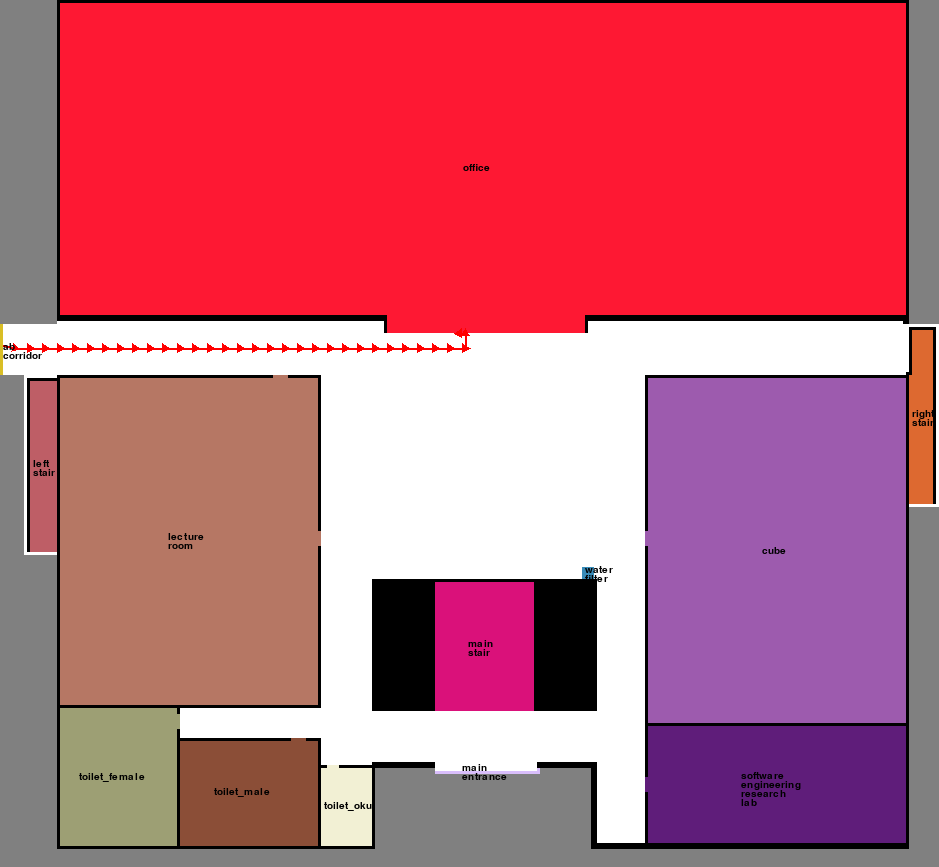 office
ab
corridor
right
stair
left
stair
lecture
room
cube
water
filter
main
stair
main
entrance
toilet_female
toilet_male
toilet_oku
software
engineering
research
lab